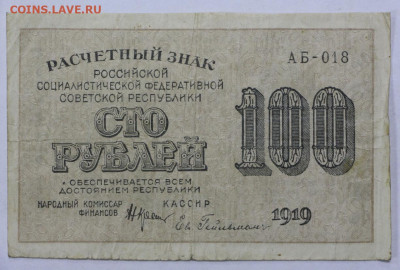 COINS.LAVE.RU
РАСЧЕТНЫЙ ЗНАК
РОССИЙСКОЙ
СОЦИАЛИСТИЧЕСКОЙ ФЕДЕРАТИВНОЙ
СОВЕТСКОЙ РЕСПУБЛИКИ
АБ-018
СТО
РУБЛЕЙ
100
ОБЕСПЕЧИВАЕТСЯ ВСЕМ
ДОСТОЯНИЕМ РЕСПУБЛИКИ
НАРОДНЫЙ КОМИССАР
ФИНАНСОВ
КАССИР
1919